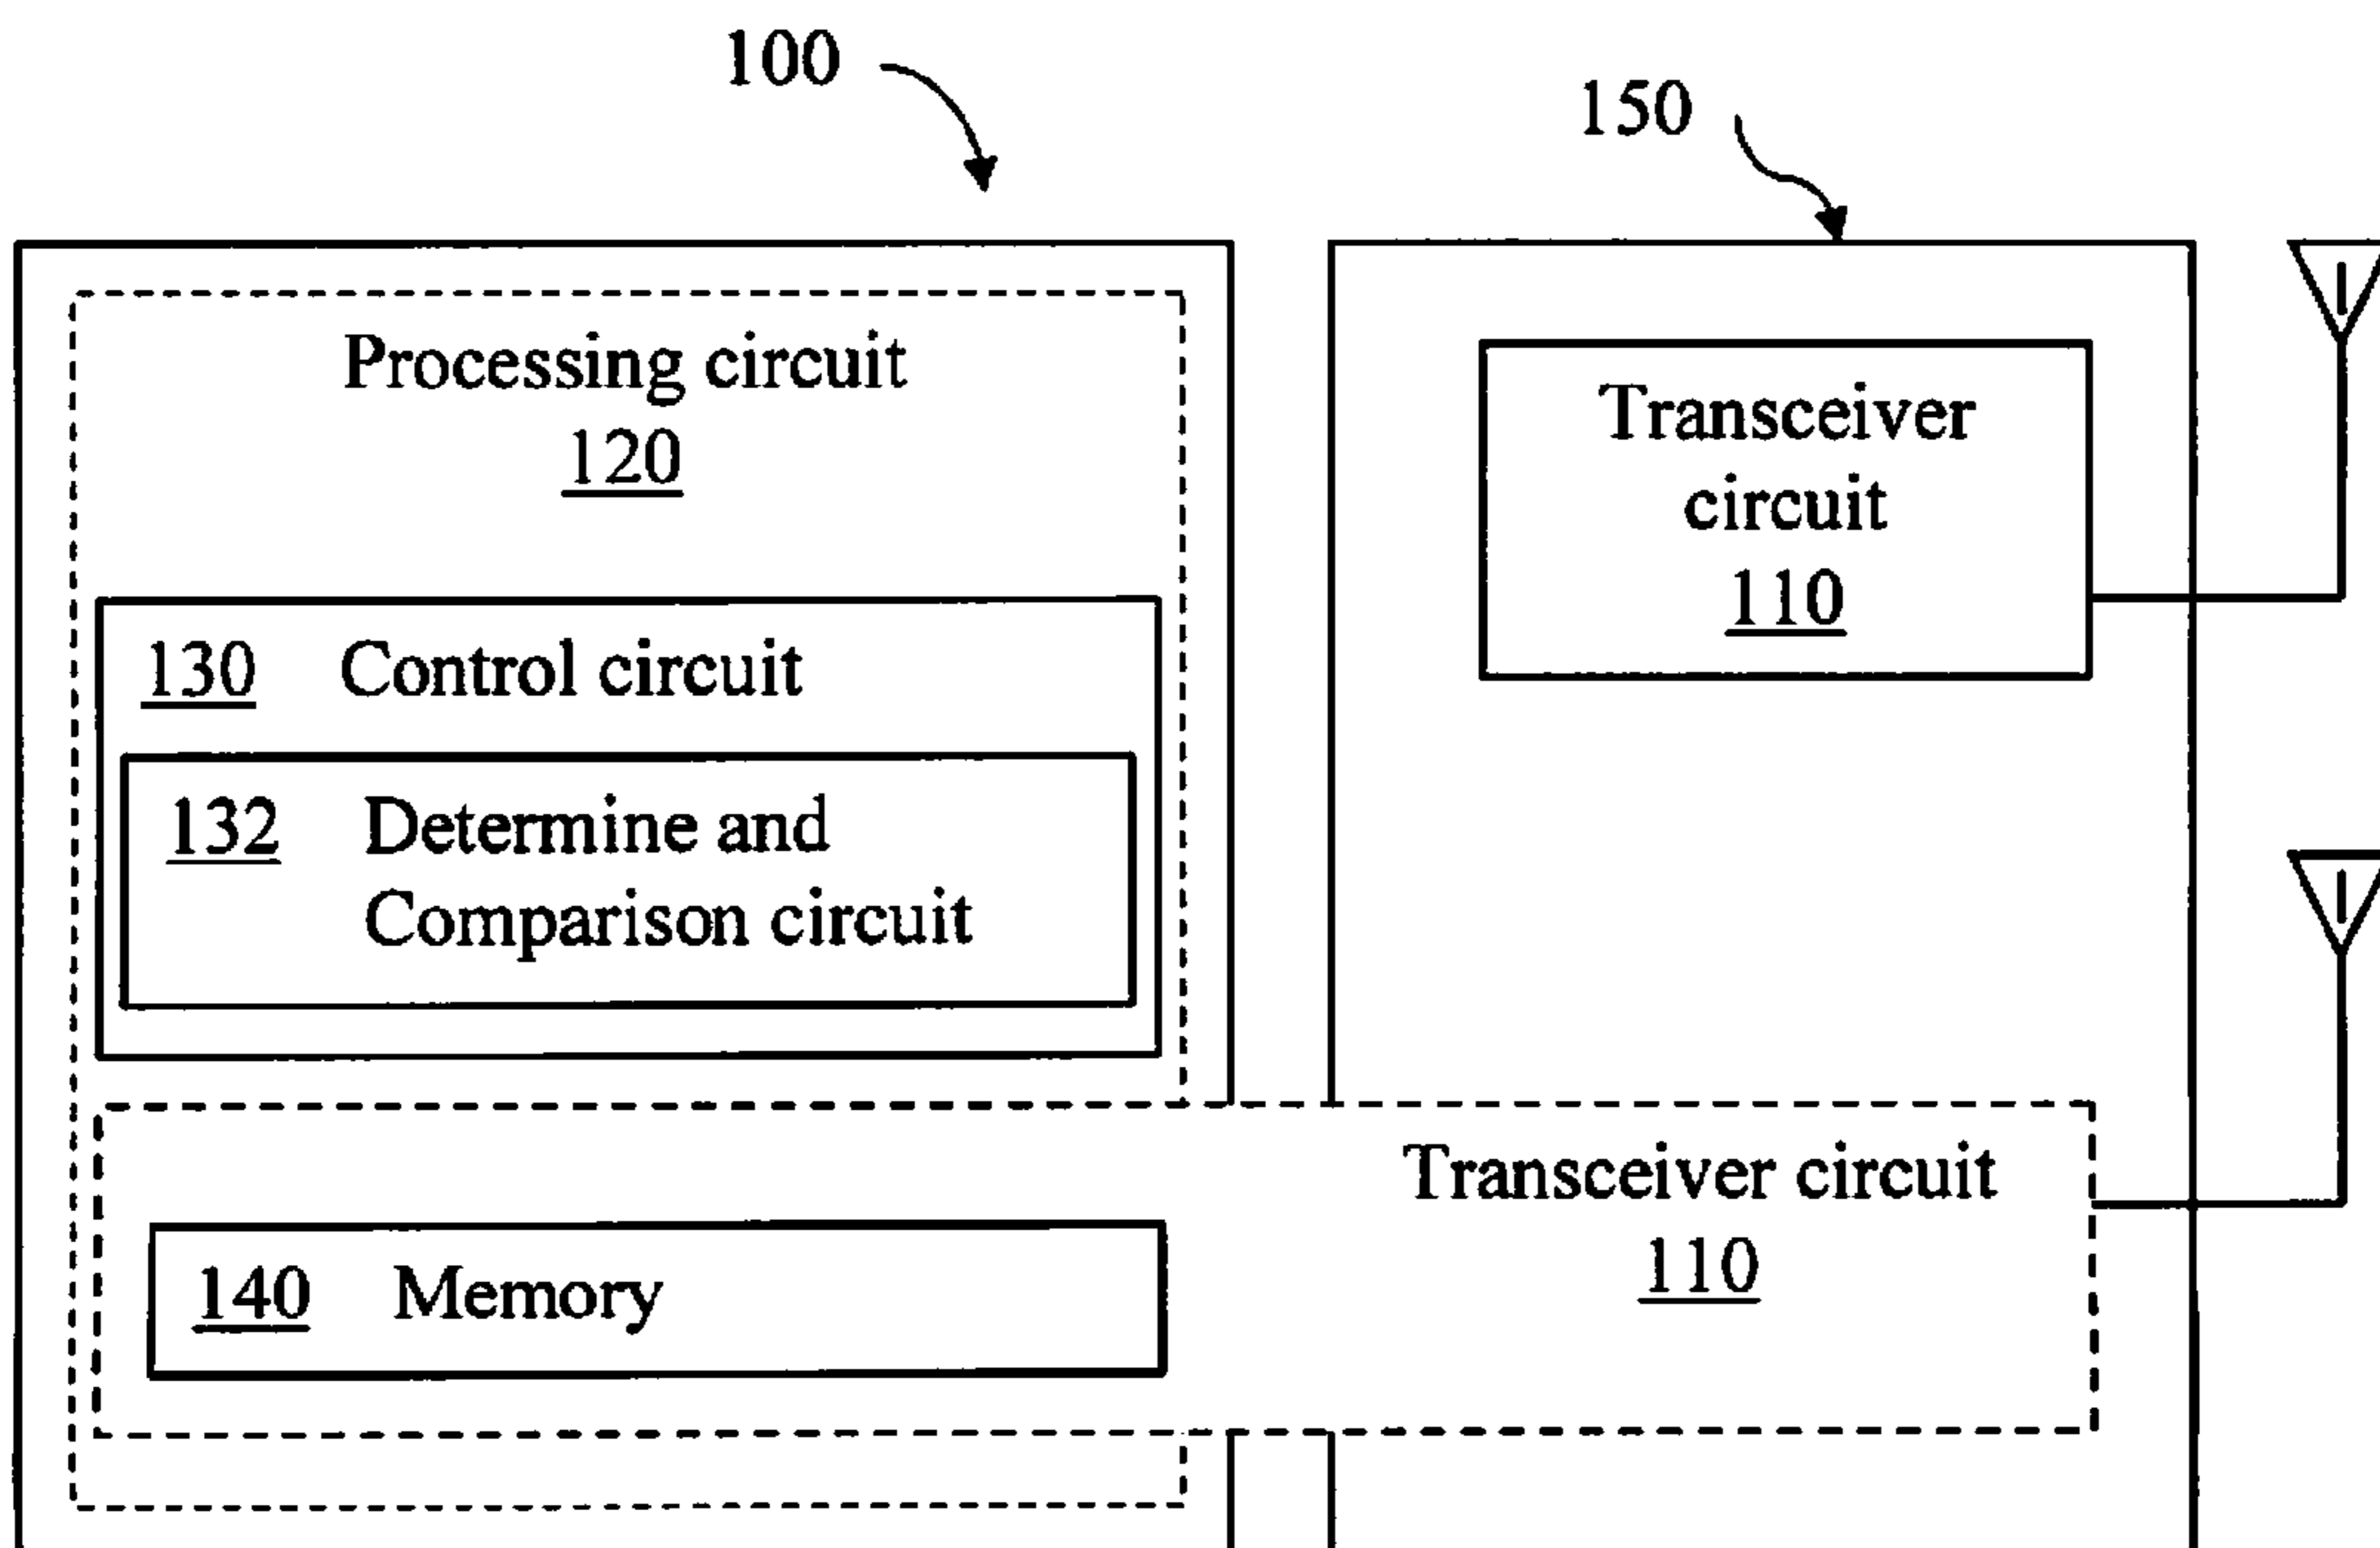 100
150
Processing circuit
120
Transceiver
circuit
110
130 Control circuit
132 Determine and
Comparison circuit
Transceiver circuit
110
140 Memory